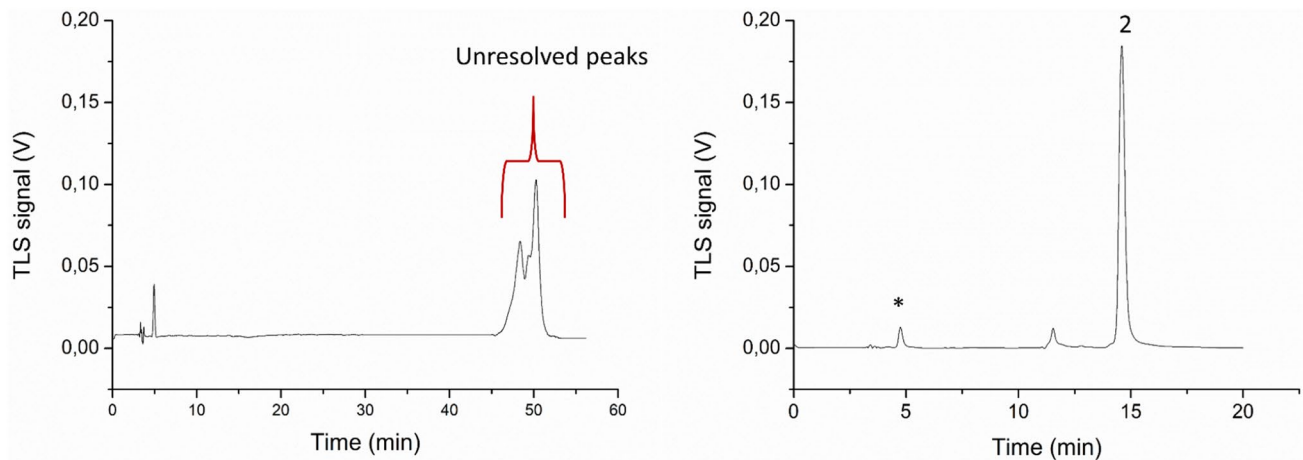 0,20
0,15
0,10
0,05
0,00
TLS signal (V)
Unresolved peaks
0 10 20 30 40 50 60
Time (min)
0,20
0,15
0,10
0,05
0,00
TLS signal (V)
2
*
0 5 10 15 20
Time (min)